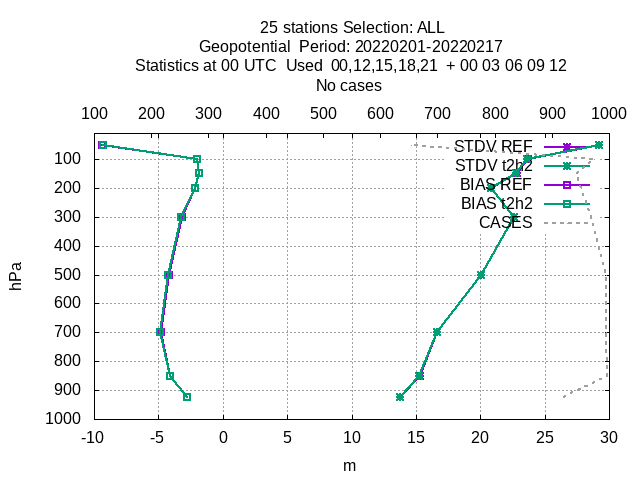 25 stations Selection: ALL
Geopotential  Period: 20220201-20220217
Statistics at 00 UTC  Used  00,12,15,18,21  + 00 03 06 09 12
No cases
100 200 300 400 500 600 700 800 900 1000
STDV REF
100
STDV t2h2
200
BIAS REF
BIAS t2h2
300
CASES
400
hPa
500
600
700
800
900
1000
-10 -5 0 5 10 15 20 25 30
m